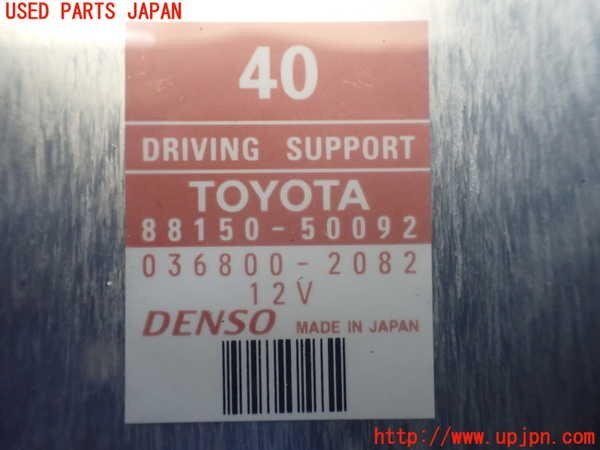 USED PARTS JAPAN
40
DRIVING SUPPORT
TOYOTA
88150-50092
036800-2082
12V
DENSO MADE IN JAPAN
http://www.upjpn.com/